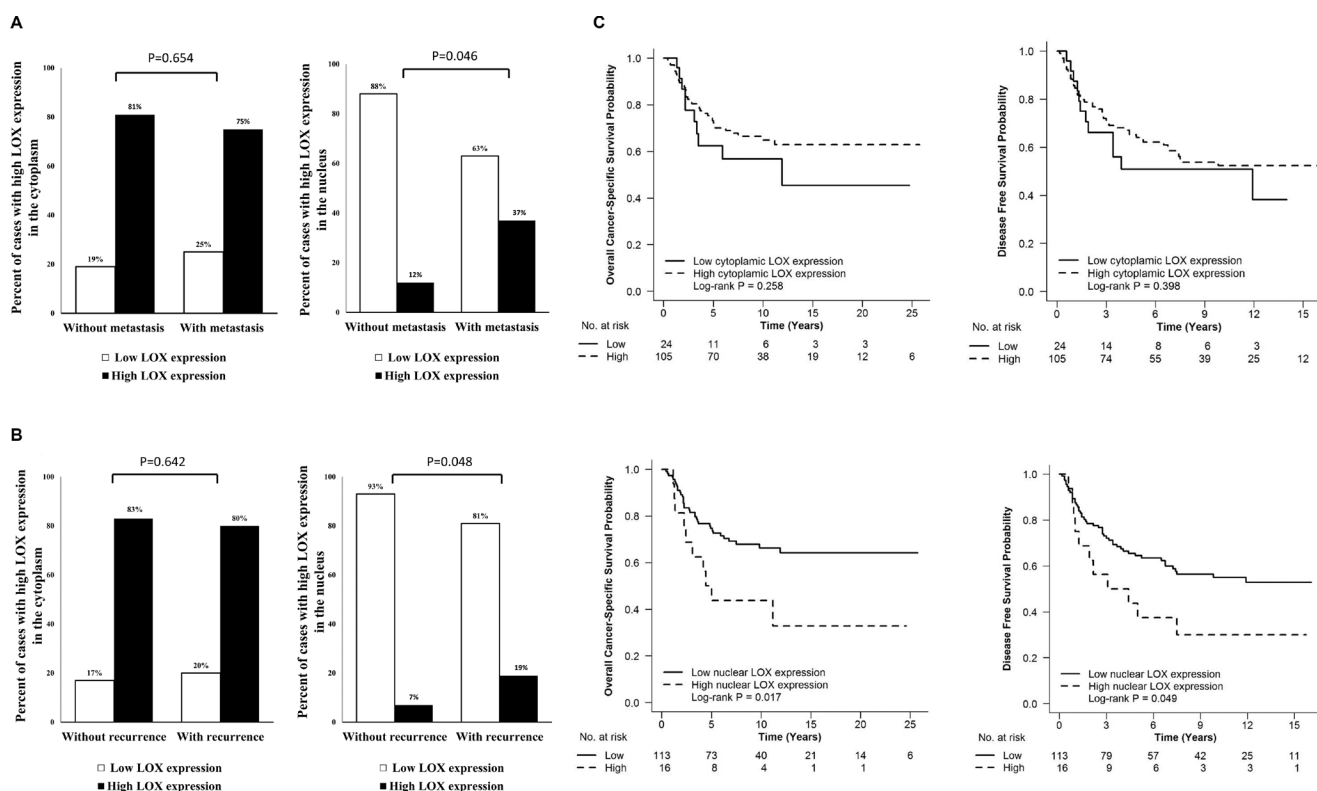 A
P=0.654
Percent of cases with high LOX expression
in the cytoplasm
100
80
60
40
20
0
19%
81%
25%
75%
Without metastasis With metastasis
Low LOX expression
High LOX expression
P=0.046
Percent of cases with high LOX expression
in the nucleus
100
80
60
40
20
0
88%
12%
63%
37%
Without metastasis With metastasis
Low LOX expression
High LOX expression
C
Overall Cancer-Specific Survival Probability
1.0
0.8
0.6
0.4
0.2
0.0
Low cytoplamic LOX expression
High cytoplamic LOX expression
Log-rank P = 0.258
0 5 10 15 20 25
No. at risk Time (Years)
Low 24 11 6 3 3
High 105 70 38 19 12 6
Disease Free Survival Probability
1.0
0.8
0.6
0.4
0.2
0.0
Low cytoplamic LOX expression
High cytoplamic LOX expression
Log-rank P = 0.398
0 3 6 9 12 15
No. at risk Time (Years)
Low 24 14 8 6 3
High 105 74 55 39 25 12
B
P=0.642
Percent of cases with high LOX expression
in the cytoplasm
100
80
60
40
20
0
17%
83%
20%
80%
Without recurrence With recurrence
Low LOX expression
High LOX expression
P=0.048
Percent of cases with high LOX expression
in the nucleus
100
80
60
40
20
0
93%
7%
81%
19%
Without recurrence With recurrence
Low LOX expression
High LOX expression
Overall Cancer-Specific Survival Probability
1.0
0.8
0.6
0.4
0.2
0.0
Low nuclear LOX expression
High nuclear LOX expression
Log-rank P = 0.017
0 5 10 15 20 25
No. at risk Time (Years)
Low 113 73 40 21 14 6
High 16 8 4 1 1
Disease Free Survival Probability
1.0
0.8
0.6
0.4
0.2
0.0
Low nuclear LOX expression
High nuclear LOX expression
Log-rank P = 0.049
0 3 6 9 12 15
No. at risk Time (Years)
Low 113 79 57 42 25 11
High 16 9 6 3 3 1